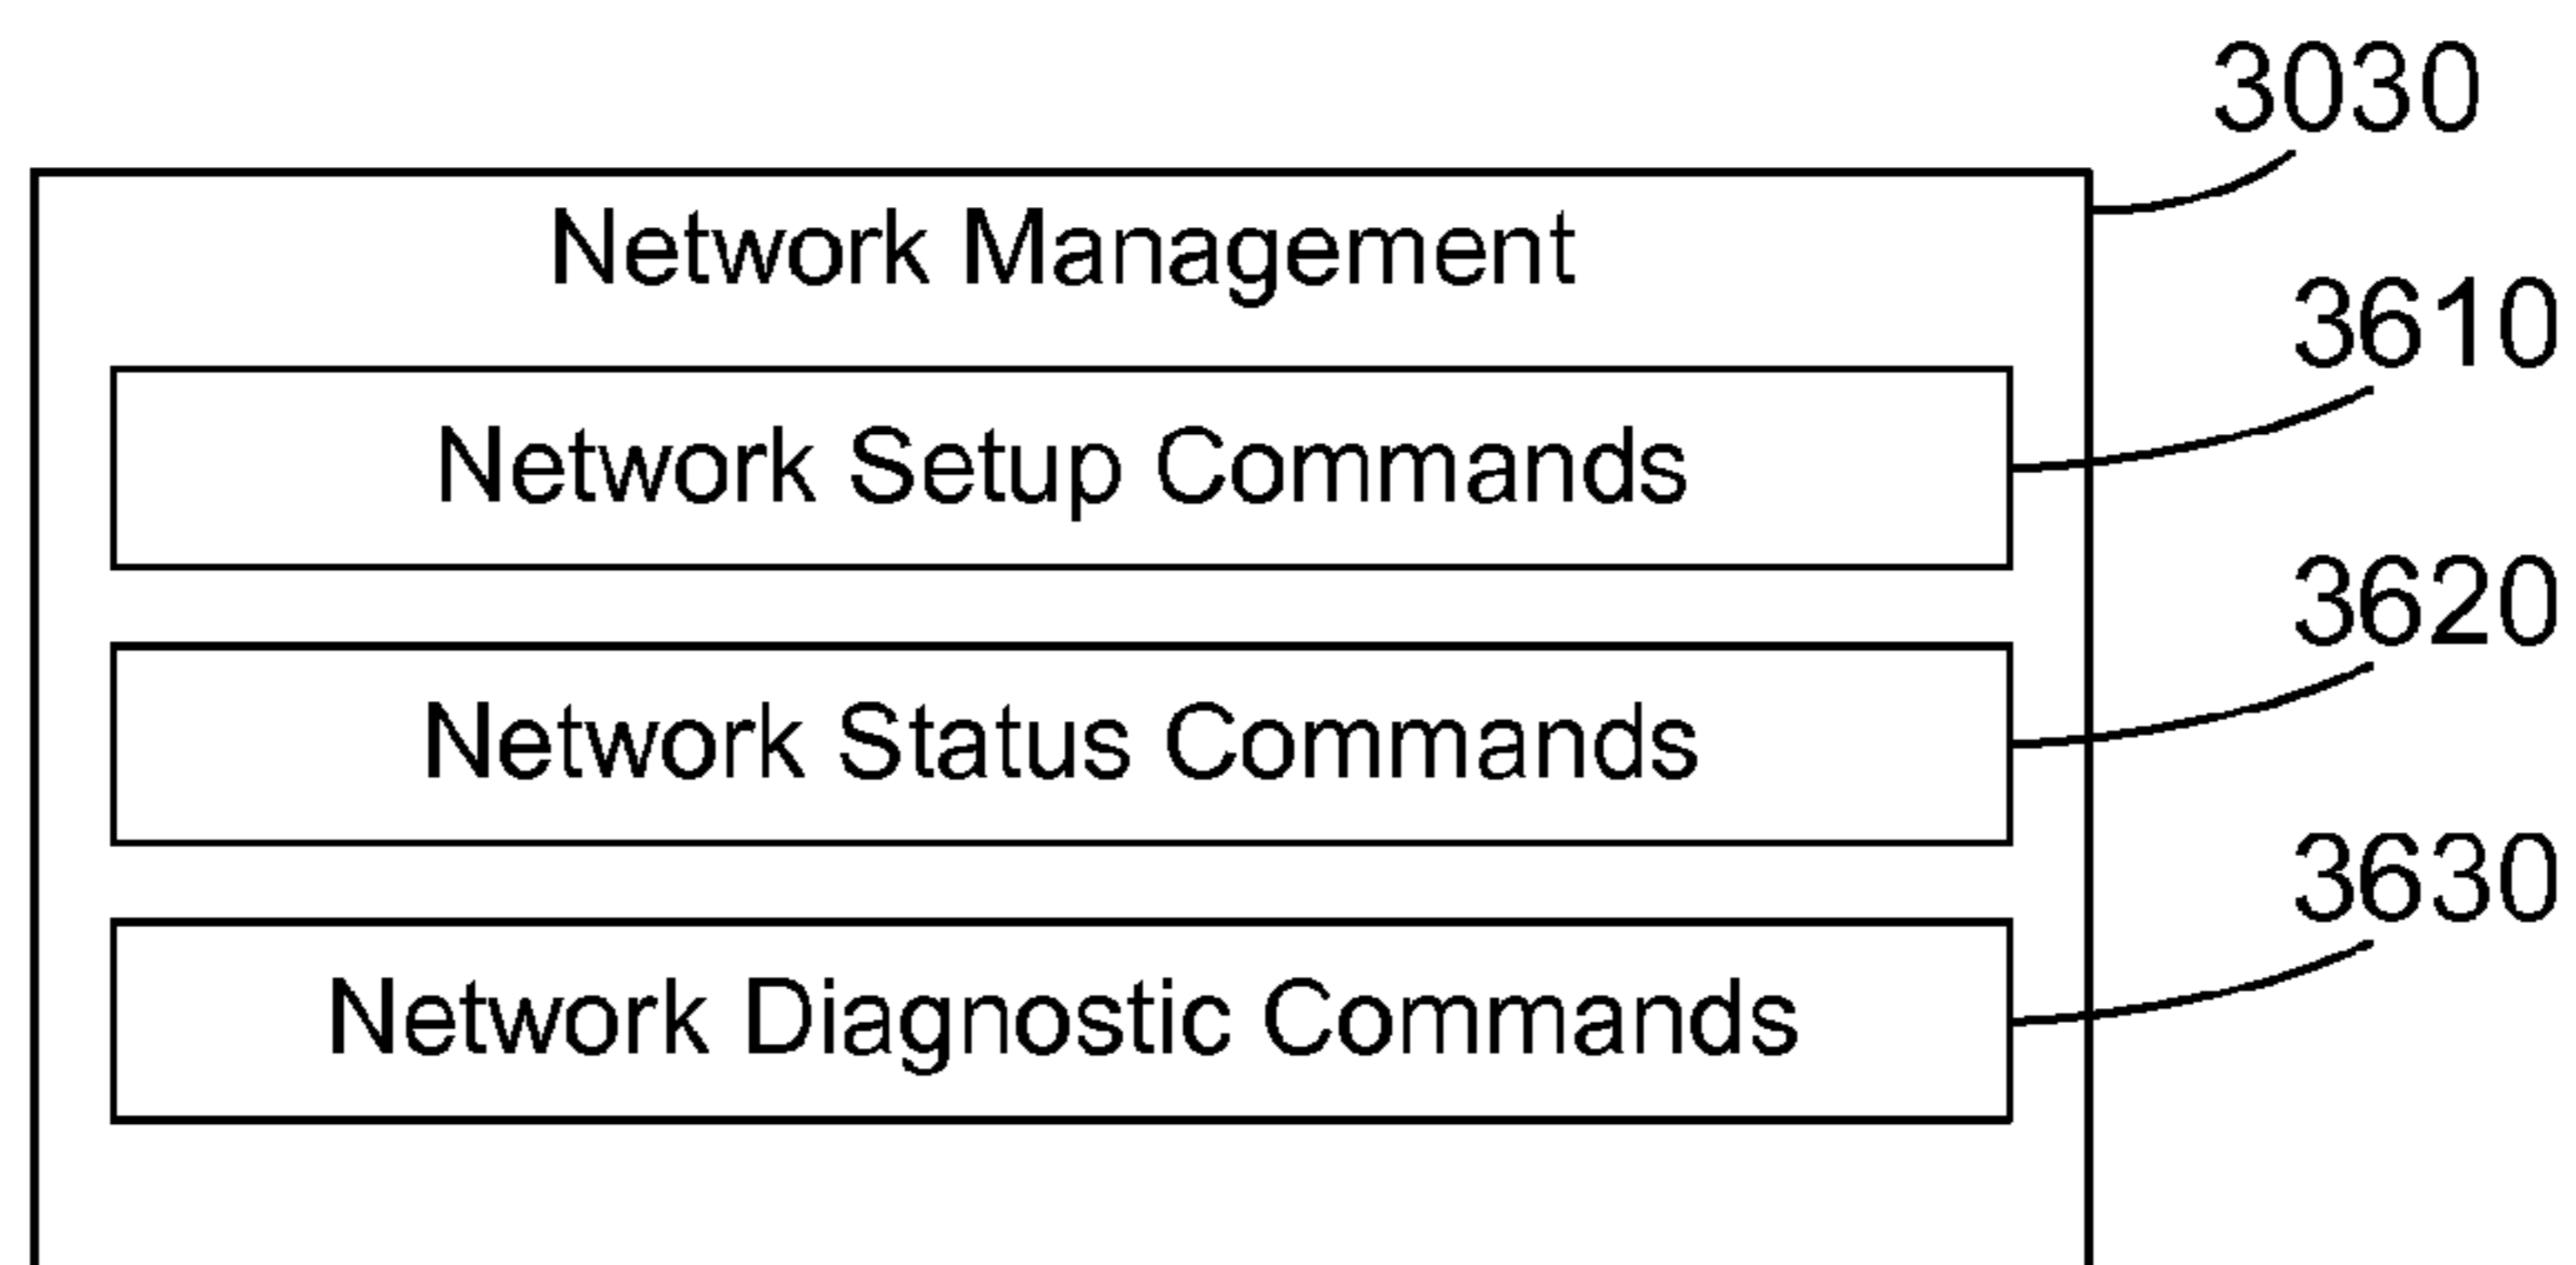 3030
Network Management
3610
Network Setup Commands
3620
Network Status Commands
3630
Network Diagnostic Commands